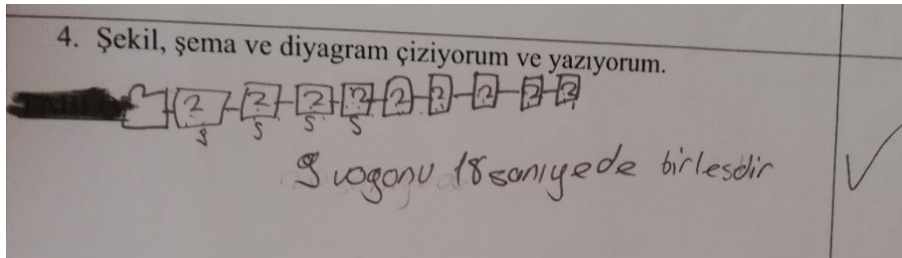 4. Şekil, şema ve diyagram çiziyorum ve yazıyorum.
2 2 2 2 2 2 2 2 2
s s s s
9 vagonu 18 saniyede birlesdir